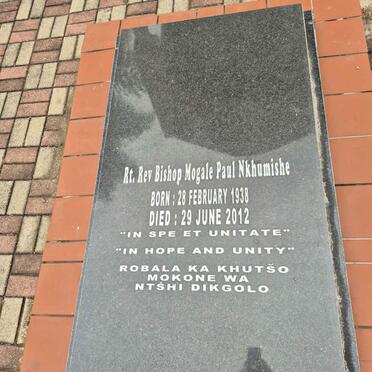 Rt. Rev Bishop Mogale Paul Nkhumishe
BORN : 28 FEBRUARY 1938
DIED : 29 JUNE 2012
"IN SPE ET UNITATE"
"IN HOPE AND UNITY"
ROBALA KA KHUTŠO
MOKONE WA
NTŠHI DIKGOLO